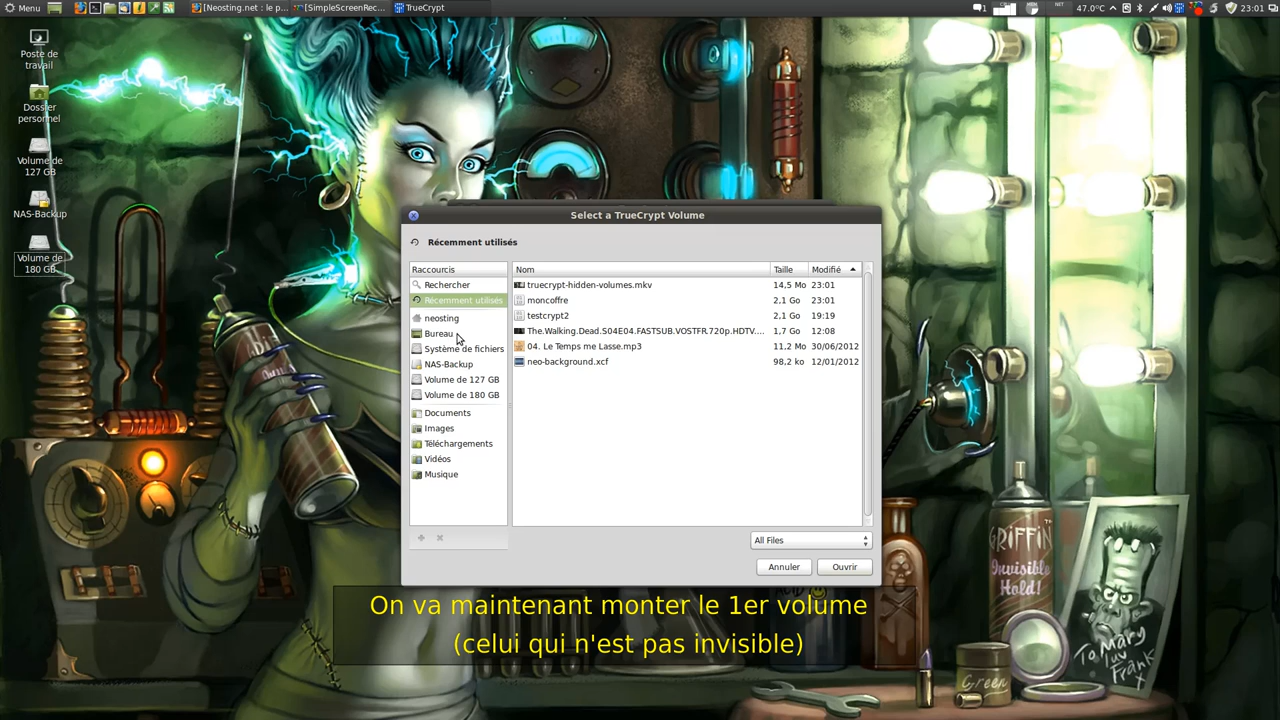 Menu
[Neosting.net : le p...
[SimpleScreenRec...
TrueCrypt
1
NET
47.0°C
23:01
Poste de
travail
Dossier
personnel
Volume de
127 GB
NAS-Backup
Volume de
180 GB
Select a TrueCrypt Volume
Récemment utilisés
Raccourcis
Rechercher
Récemment utilisés
neosting
Bureau
Système de fichiers
NAS-Backup
Volume de 127 GB
Volume de 180 GB
Documents
Images
Téléchargements
Vidéos
Musique
Nom Taille Modifié
truecrypt-hidden-volumes.mkv 14,5 Mo 23:01
moncoffre 2,1 Go 23:01
testcrypt2 2,1 Go 19:19
The.Walking.Dead.S04E04.FASTSUB.VOSTFR.720p.HDTV.... 1,7 Go 12:08
04. Le Temps me Lasse.mp3 11,2 Mo 30/06/2012
neo-background.xcf 98,2 ko 12/01/2012
All Files
Annuler
Ouvrir
On va maintenant monter le 1er volume
(celui qui n'est pas invisible)
ACID
GRiFFiN
Invisible
Hold!
Green
To Mary
luv
Frank
X